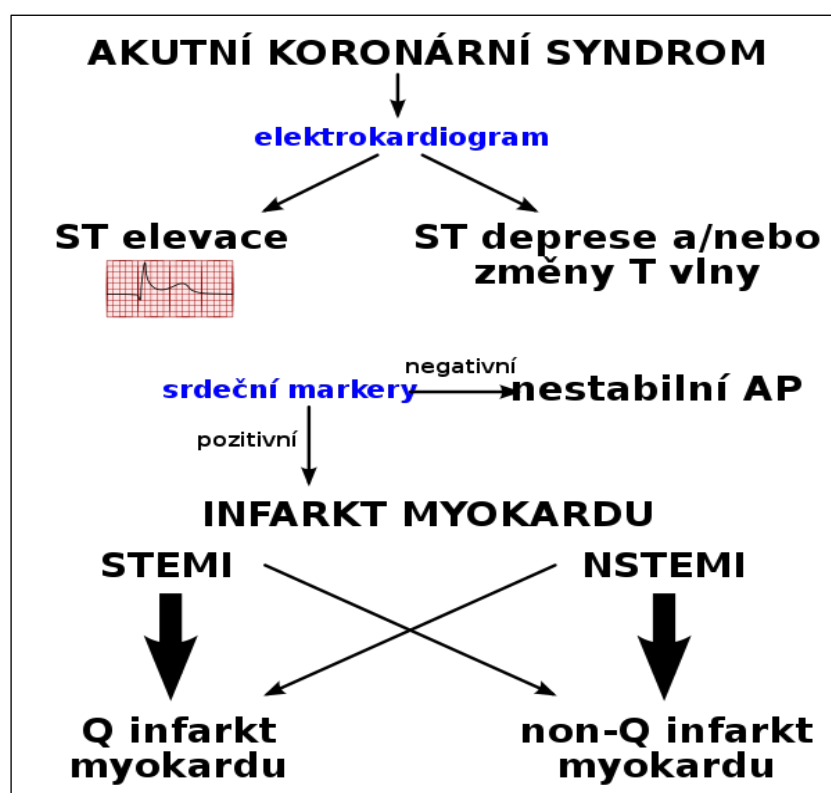 AKUTNÍ KORONÁRNÍ SYNDROM
elektrokardiogram
ST elevace
ST deprese a/nebo
změny T vlny
negativní
srdeční markery
nestabilní AP
pozitivní
INFARKT MYOKARDU
STEMI
NSTEMI
Q infarkt
myokardu
non-Q infarkt
myokardu